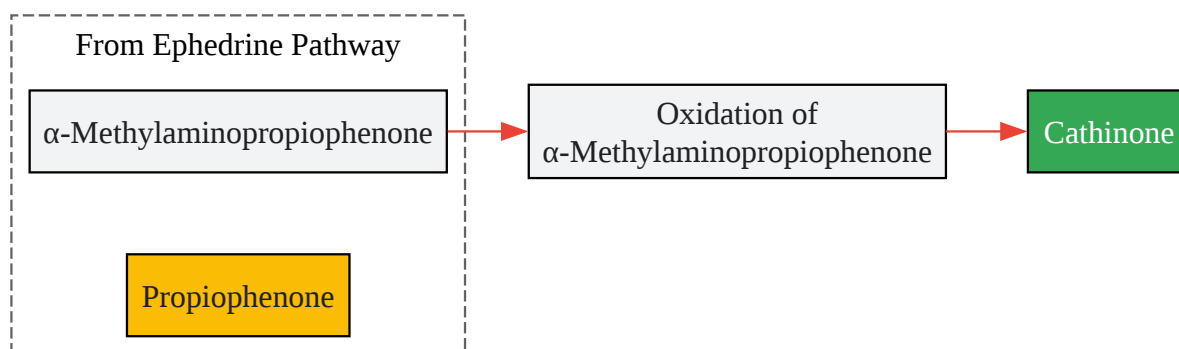 From Ephedrine Pathway
α-Methylaminopropiophenone
Oxidation of
α-Methylaminopropiophenone
Cathinone
Propiophenone